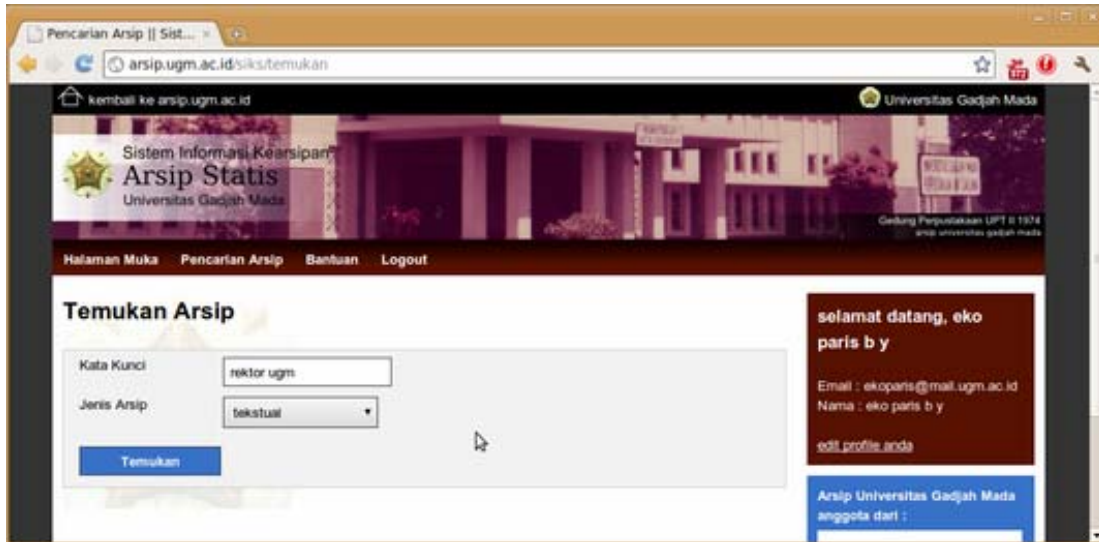 Pencarian Arsip || Sist...
arsip.ugm.ac.id/siks/temukan
kembali ke arsip.ugm.ac.id
Universitas Gadjah Mada
Sistem Informasi Kearsipan
Arsip Statis
Universitas Gadjah Mada
Gedung Perpustakaan UPT II 1974
arsip universitas gadjah mada
Halaman Muka Pencarian Arsip Bantuan Logout
Temukan Arsip
Kata Kunci
rektor ugm
Jenis Arsip
tekstual
Temukan
selamat datang, eko
paris b y
Email : ekoparis@mail.ugm.ac.id
Nama : eko paris b y
edit profile anda
Arsip Universitas Gadjah Mada
anggota dari :